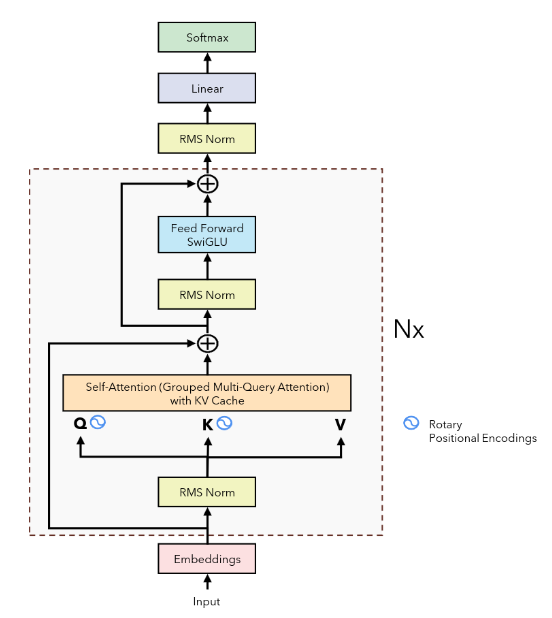 Softmax
Linear
RMS Norm
Feed Forward
SwiGLU
RMS Norm
Nx
Self-Attention (Grouped Multi-Query Attention)
with KV Cache
Q K V
Rotary
Positional Encodings
RMS Norm
Embeddings
Input